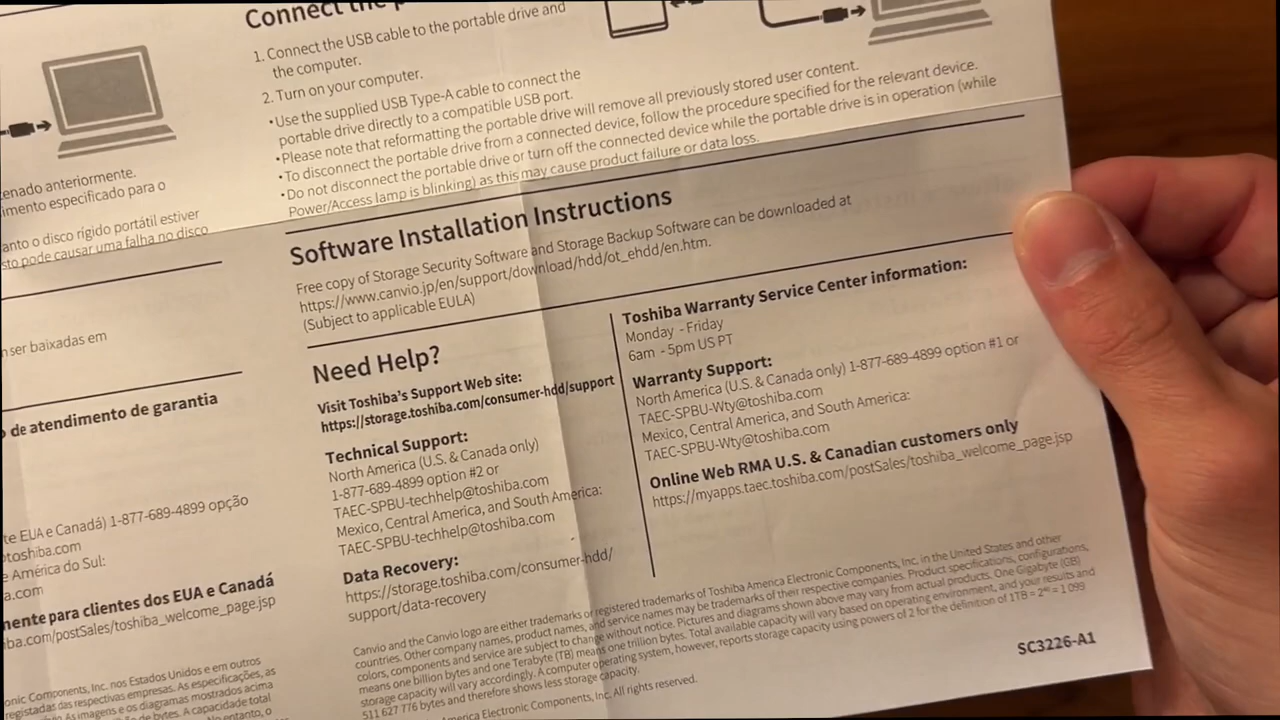 enado anteriormente.
imento especificado para o
anto o disco rígido portátil estiver
sto pode causar uma falha no disco
ser baixadas em
de atendimento de garantia
te EUA e Canadá) 1-877-689-4899 opção
toshiba.com
e América do Sul:
a.com
nente para clientes dos EUA e Canadá
ba.com/postSales/toshiba_welcome_page.jsp
onic Components, Inc. nos Estados Unidos e em outros
registadas das respectivas empresas. As especificações, as
As imagens e os diagramas mostrados acima
de bytes. A capacidade total
No entanto, o
Connect the
1. Connect the USB cable to the portable drive and
the computer.
2. Turn on your computer.
•Use the supplied USB Type-A cable to connect the
portable drive directly to a compatible USB port.
•Please note that reformatting the portable drive will remove all previously stored user content.
•To disconnect the portable drive from a connected device, follow the procedure specified for the relevant device.
•Do not disconnect the portable drive or turn off the connected device while the portable drive is in operation (while
Power/Access lamp is blinking) as this may cause product failure or data loss.
Software Installation Instructions
Free copy of Storage Security Software and Storage Backup Software can be downloaded at
https://www.canvio.jp/en/support/download/hdd/ot_ehdd/en.htm.
(Subject to applicable EULA)
Need Help?
Visit Toshiba's Support Web site:
https://storage.toshiba.com/consumer-hdd/support
Technical Support:
North America (U.S. & Canada only)
1-877-689-4899 option #2 or
TAEC-SPBU-techhelp@toshiba.com
Mexico, Central America, and South America:
TAEC-SPBU-techhelp@toshiba.com
Data Recovery:
https://storage.toshiba.com/consumer-hdd/
support/data-recovery
Toshiba Warranty Service Center information:
Monday - Friday
6am - 5pm US PT
Warranty Support:
North America (U.S. & Canada only) 1-877-689-4899 option #1 or
TAEC-SPBU-Wty@toshiba.com
Mexico, Central America, and South America:
TAEC-SPBU-Wty@toshiba.com
Online Web RMA U.S. & Canadian customers only
https://myapps.taec.toshiba.com/postSales/toshiba_welcome_page.jsp
Canvio and the Canvio logo are either trademarks or registered trademarks of Toshiba America Electronic Components, Inc. in the United States and other
countries. Other company names, product names, and service names may be trademarks of their respective companies. Product specifications, configurations,
colors, components and service are subject to change without notice. Pictures and diagrams shown above may vary from actual products. One Gigabyte (GB)
means one billion bytes and one Terabyte (TB) means one trillion bytes. Total available capacity will vary based on operating environment, and your results and
storage capacity will vary accordingly. A computer operating system, however, reports storage capacity using powers of 2 for the definition of 1TB = 2⁴⁰ = 1 099
511 627 776 bytes and therefore shows less storage capacity.
merica Electronic Components, Inc. All rights reserved.
SC3226-A1